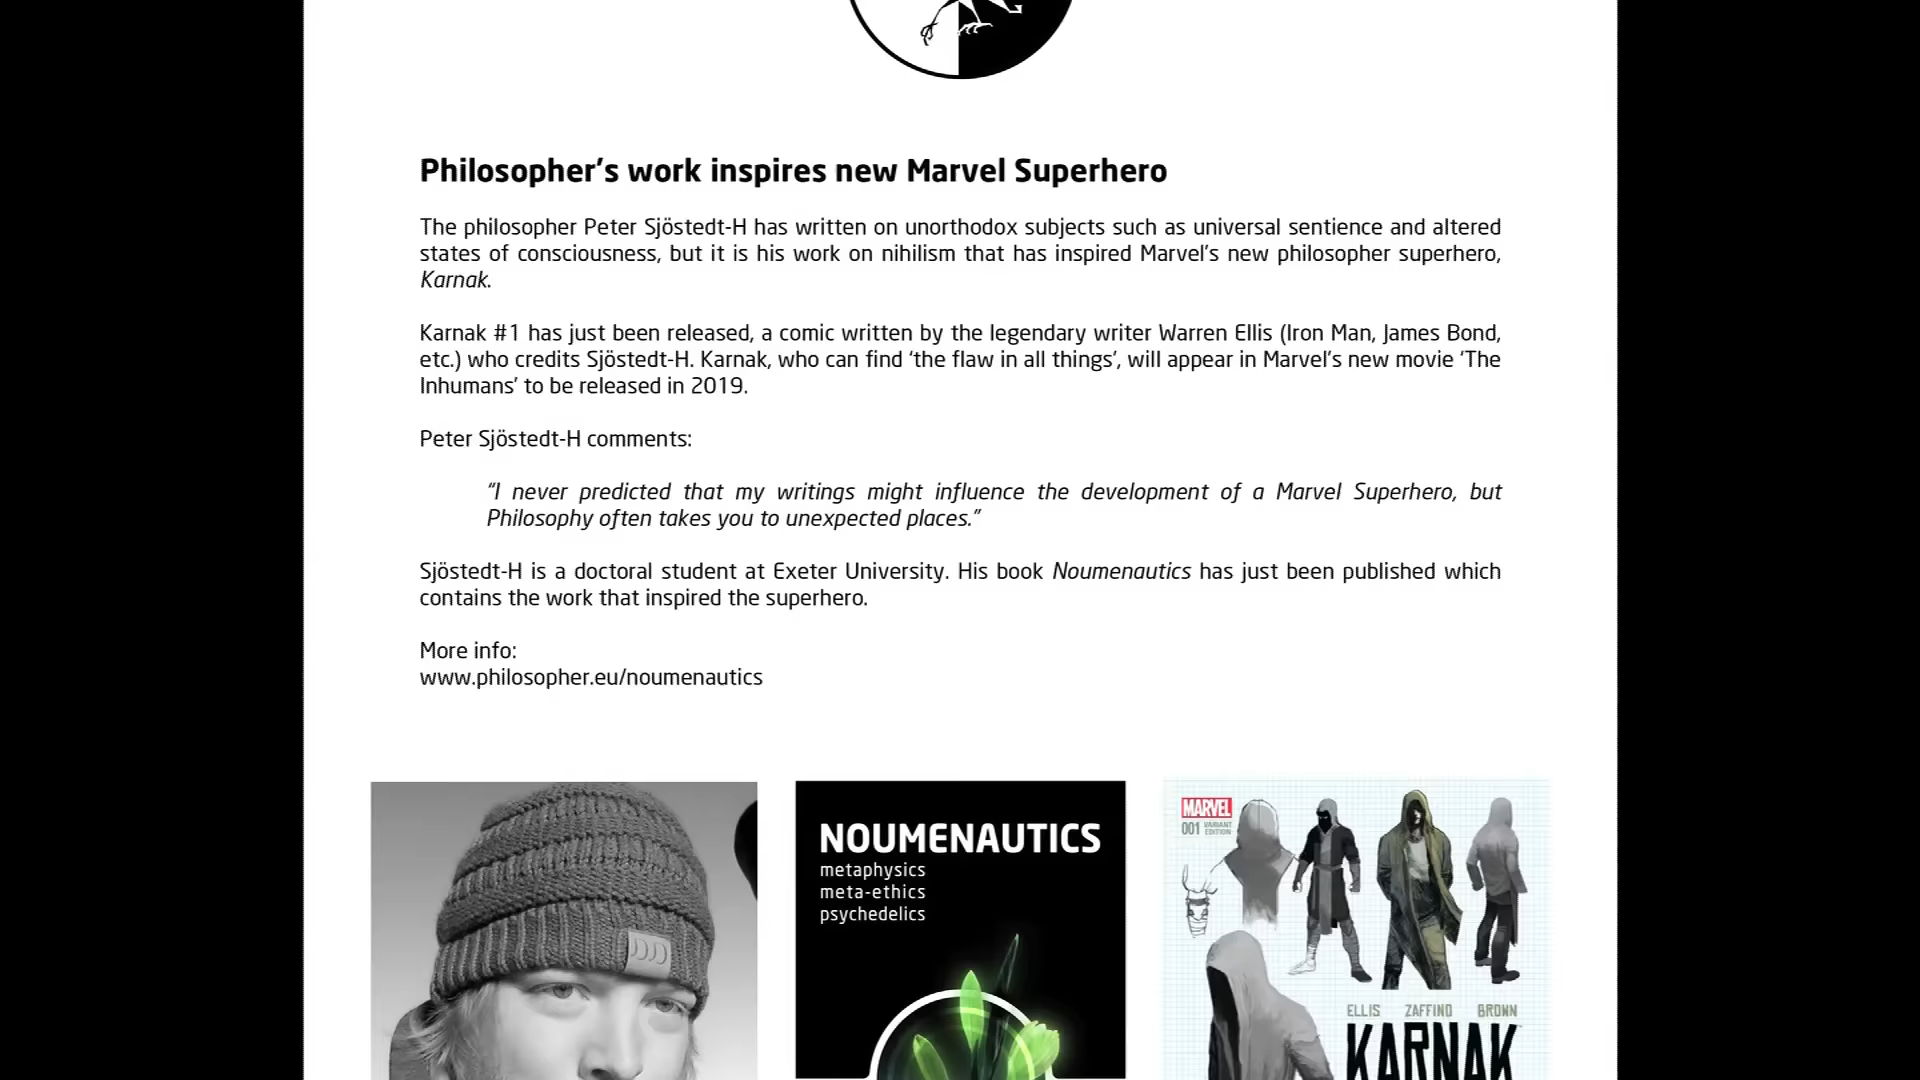 Philosopher's work inspires new Marvel Superhero
The philosopher Peter Sjöstedt-H has written on unorthodox subjects such as universal sentience and altered
states of consciousness, but it is his work on nihilism that has inspired Marvel's new philosopher superhero,
Karnak.
Karnak #1 has just been released, a comic written by the legendary writer Warren Ellis (Iron Man, James Bond,
etc.) who credits Sjöstedt-H. Karnak, who can find 'the flaw in all things', will appear in Marvel's new movie 'The
Inhumans' to be released in 2019.
Peter Sjöstedt-H comments:
"I never predicted that my writings might influence the development of a Marvel Superhero, but
Philosophy often takes you to unexpected places."
Sjöstedt-H is a doctoral student at Exeter University. His book Noumenautics has just been published which
contains the work that inspired the superhero.
More info:
www.philosopher.eu/noumenautics
NOUMENAUTICS
metaphysics
meta-ethics
psychedelics
MARVEL
001 VARIANT
EDITION
ELLIS ZAFFINO BROWN
KARNAK